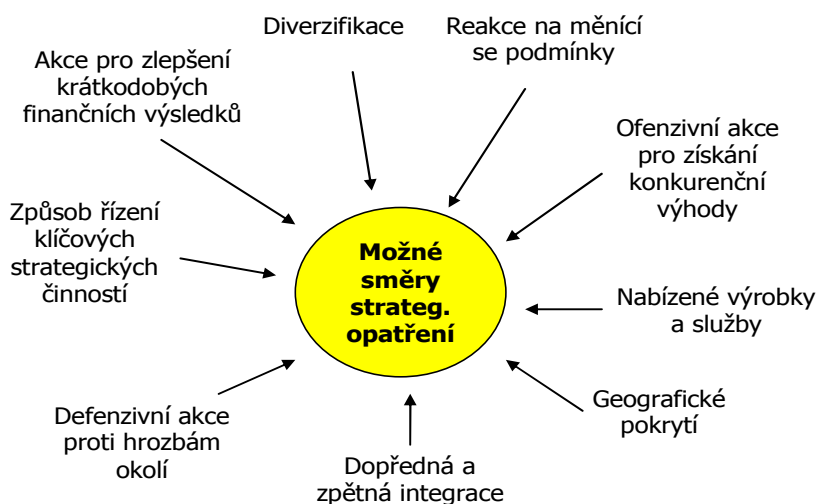 Diverzifikace
Reakce na měnící
se podmínky
Akce pro zlepšení
krátkodobých
finančních výsledků
Ofenzivní akce
pro získání
konkurenční
výhody
Způsob řízení
klíčových
strategických
činností
Možné
směry
strateg.
opatření
Nabízené výrobky
a služby
Geografické
pokrytí
Defenzivní akce
proti hrozbám
okolí
Dopředná a
zpětná integrace